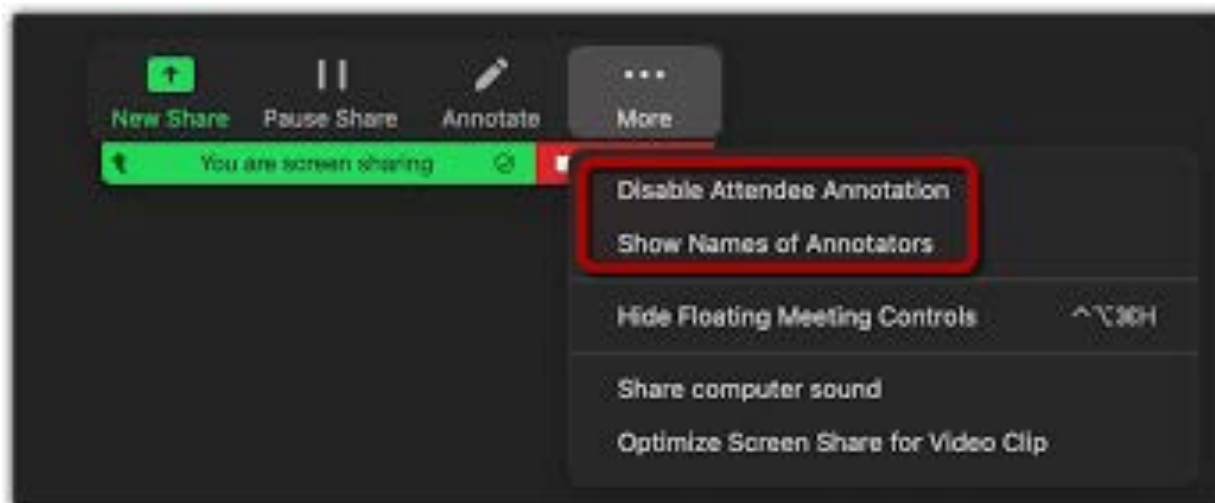 New Share Pause Share Annotate More
You are screen sharing
Disable Attendee Annotation
Show Names of Annotators
Hide Floating Meeting Controls ^⌥⌘H
Share computer sound
Optimize Screen Share for Video Clip